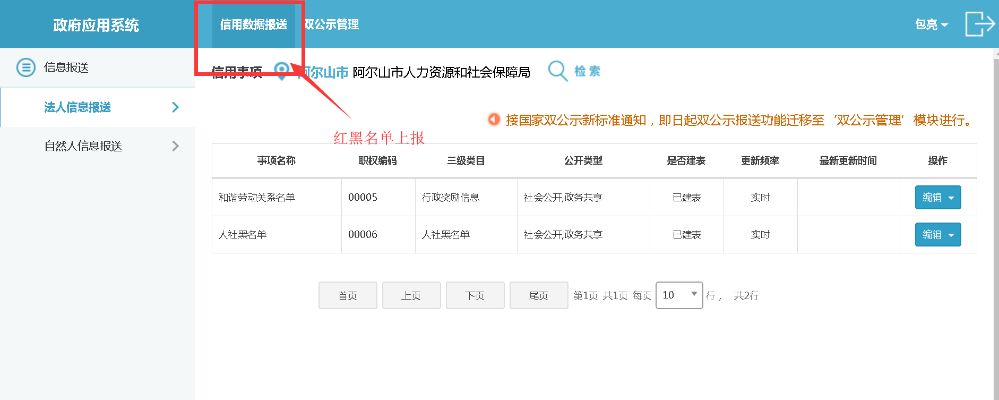 政府应用系统
信用数据报送
双公示管理
包亮
信息报送
法人信息报送
自然人信息报送
信用事项 阿尔山市 阿尔山市人力资源和社会保障局 检索
接国家双公示新标准通知，即日起双公示报送功能迁移至‘双公示管理’模块进行。
红黑名单上报
事项名称 职权编码 三级类目 公开类型 是否建表 更新频率 最新更新时间 操作
和谐劳动关系名单 00005 行政奖励信息 社会公开,政务共享 已建表 实时 编辑
人社黑名单 00006 人社黑名单 社会公开,政务共享 已建表 实时 编辑
首页 上页 下页 尾页 第1页 共1页 每页 10 行， 共2行